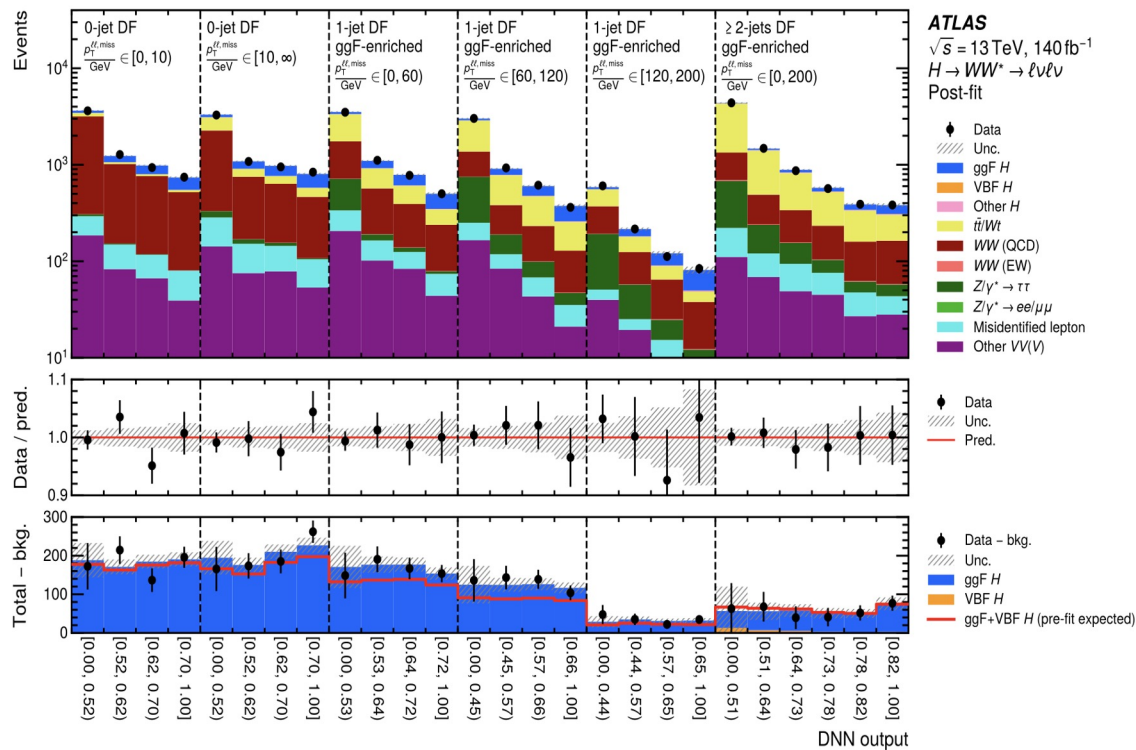 Events
10⁴
10³
10²
10¹
0-jet DF
pT^ℓℓ,miss/GeV ∈ [0, 10)
0-jet DF
pT^ℓℓ,miss/GeV ∈ [10, ∞)
1-jet DF
ggF-enriched
pT^ℓℓ,miss/GeV ∈ [0, 60)
1-jet DF
ggF-enriched
pT^ℓℓ,miss/GeV ∈ [60, 120)
1-jet DF
ggF-enriched
pT^ℓℓ,miss/GeV ∈ [120, 200)
≥ 2-jets DF
ggF-enriched
pT^ℓℓ,miss/GeV ∈ [0, 200)
ATLAS
√s = 13 TeV, 140 fb⁻¹
H → WW* → ℓνℓν
Post-fit
Data
Unc.
ggF H
VBF H
Other H
tt̄/Wt
WW (QCD)
WW (EW)
Z/γ* → ττ
Z/γ* → ee/μμ
Misidentified lepton
Other VV(V)
Data / pred.
1.1
1.0
0.9
Data
Unc.
Pred.
Total − bkg.
300
200
100
0
Data − bkg.
Unc.
ggF H
VBF H
ggF+VBF H (pre-fit expected)
[0.00, 0.52)
[0.52, 0.62)
[0.62, 0.70)
[0.70, 1.00]
[0.00, 0.52)
[0.52, 0.62)
[0.62, 0.70)
[0.70, 1.00]
[0.00, 0.53)
[0.53, 0.64)
[0.64, 0.72)
[0.72, 1.00]
[0.00, 0.45)
[0.45, 0.57)
[0.57, 0.66)
[0.66, 1.00]
[0.00, 0.44)
[0.44, 0.57)
[0.57, 0.65)
[0.65, 1.00]
[0.00, 0.51)
[0.51, 0.64)
[0.64, 0.73)
[0.73, 0.78)
[0.78, 0.82)
[0.82, 1.00]
DNN output